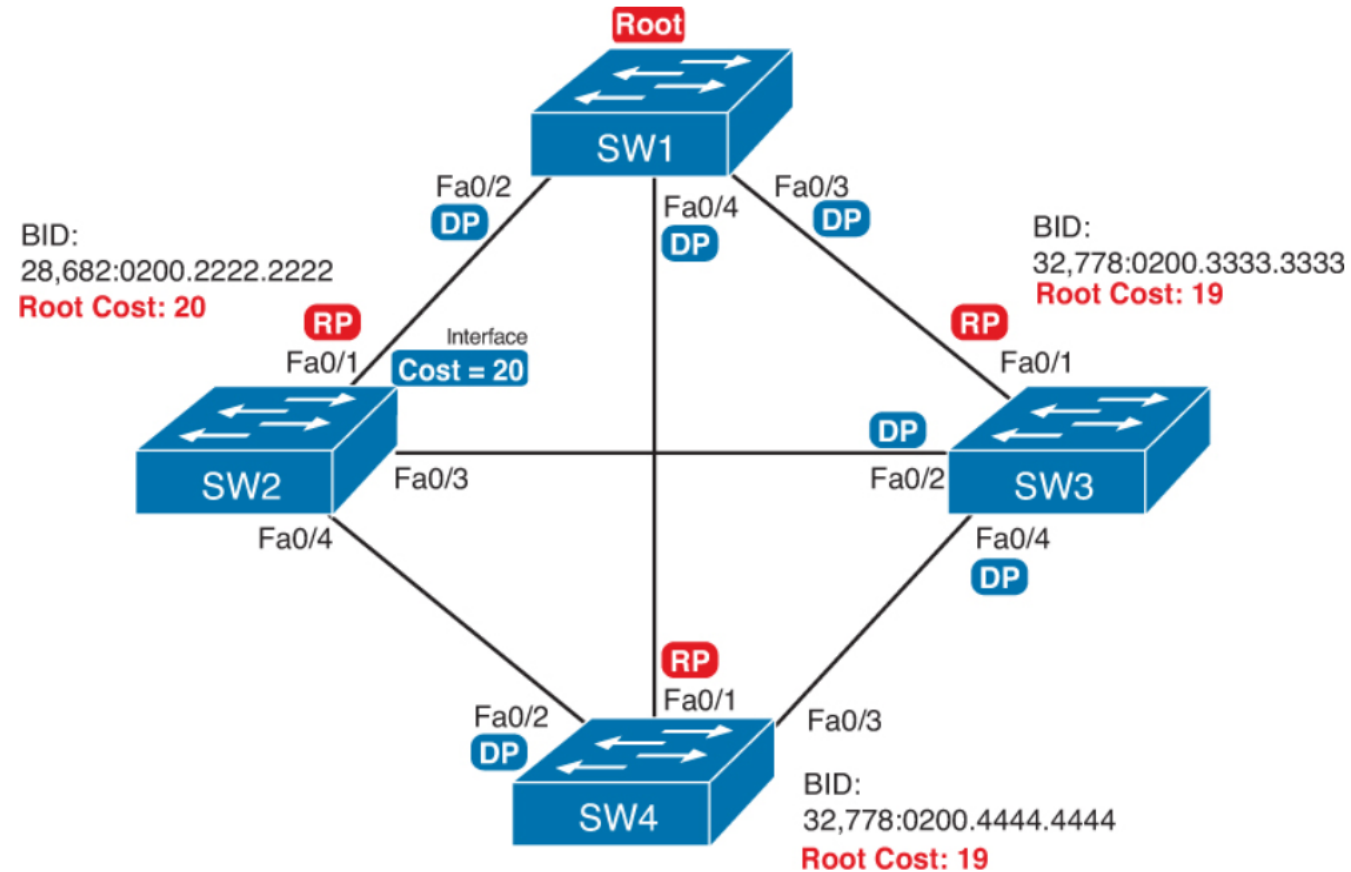 Root
SW1
Fa0/2
DP
Fa0/4
DP
Fa0/3
DP
BID:
28,682:0200.2222.2222
Root Cost: 20
BID:
32,778:0200.3333.3333
Root Cost: 19
RP
Fa0/1
Interface
Cost = 20
RP
Fa0/1
SW2
Fa0/3
Fa0/4
DP
Fa0/2
SW3
Fa0/4
DP
RP
Fa0/1
Fa0/2
DP
Fa0/3
SW4
BID:
32,778:0200.4444.4444
Root Cost: 19